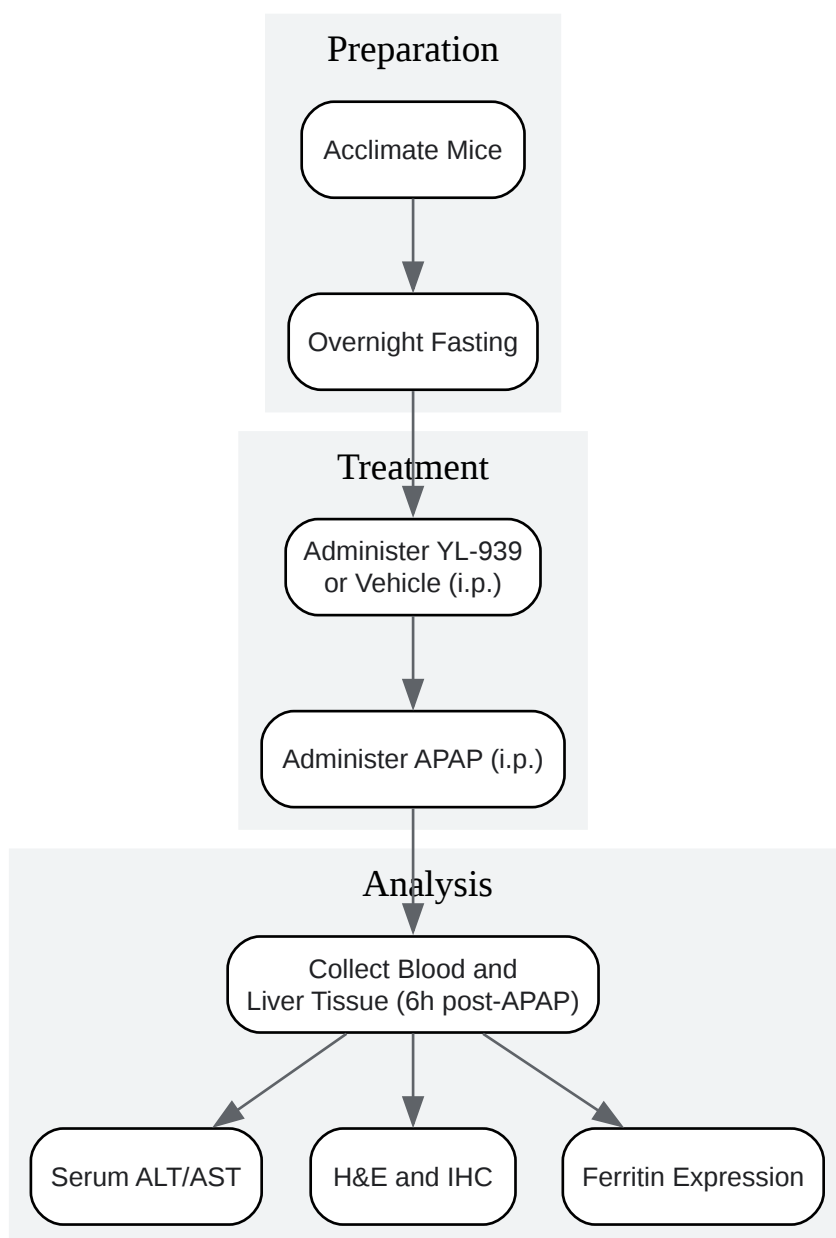 Preparation
Acclimate Mice
Overnight Fasting
Treatment
Administer YL-939
or Vehicle (i.p.)
Administer APAP (i.p.)
Analysis
Collect Blood and
Liver Tissue (6h post-APAP)
Serum ALT/AST
H&E and IHC
Ferritin Expression